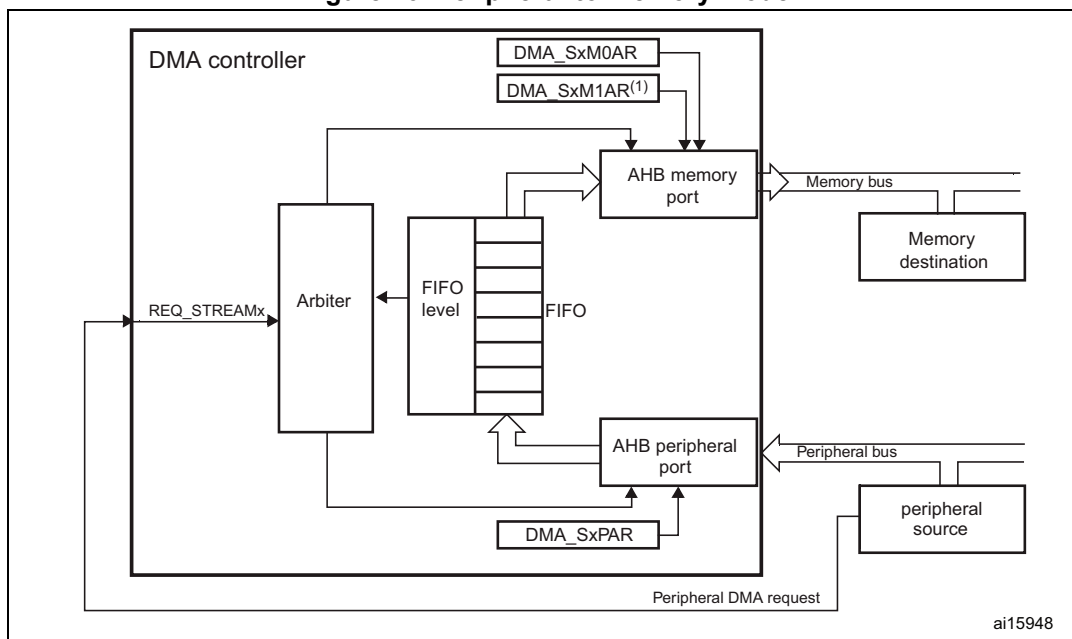 DMA controller
DMA_SxM0AR
DMA_SxM1AR(1)
AHB memory
port
Memory bus
Memory
destination
REQ_STREAMx
Arbiter
FIFO
level
FIFO
AHB peripheral
port
Peripheral bus
peripheral
source
DMA_SxPAR
Peripheral DMA request
ai15948